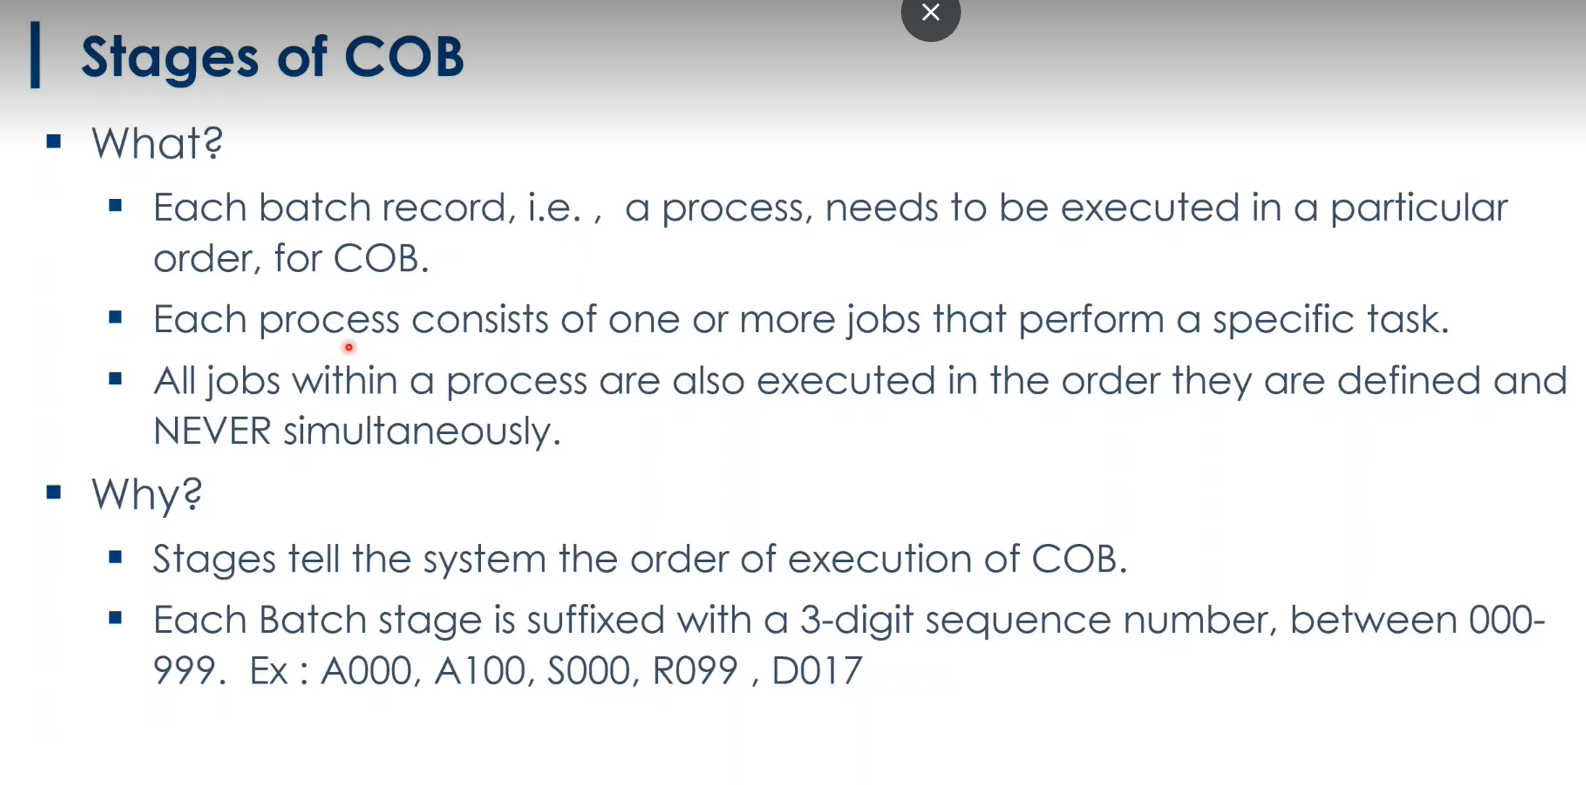 Stages of COB
What?
Each batch record, i.e. , a process, needs to be executed in a particular
order, for COB.
Each process consists of one or more jobs that perform a specific task.
All jobs within a process are also executed in the order they are defined and
NEVER simultaneously.
Why?
Stages tell the system the order of execution of COB.
Each Batch stage is suffixed with a 3-digit sequence number, between 000-
999. Ex : A000, A100, S000, R099 , D017